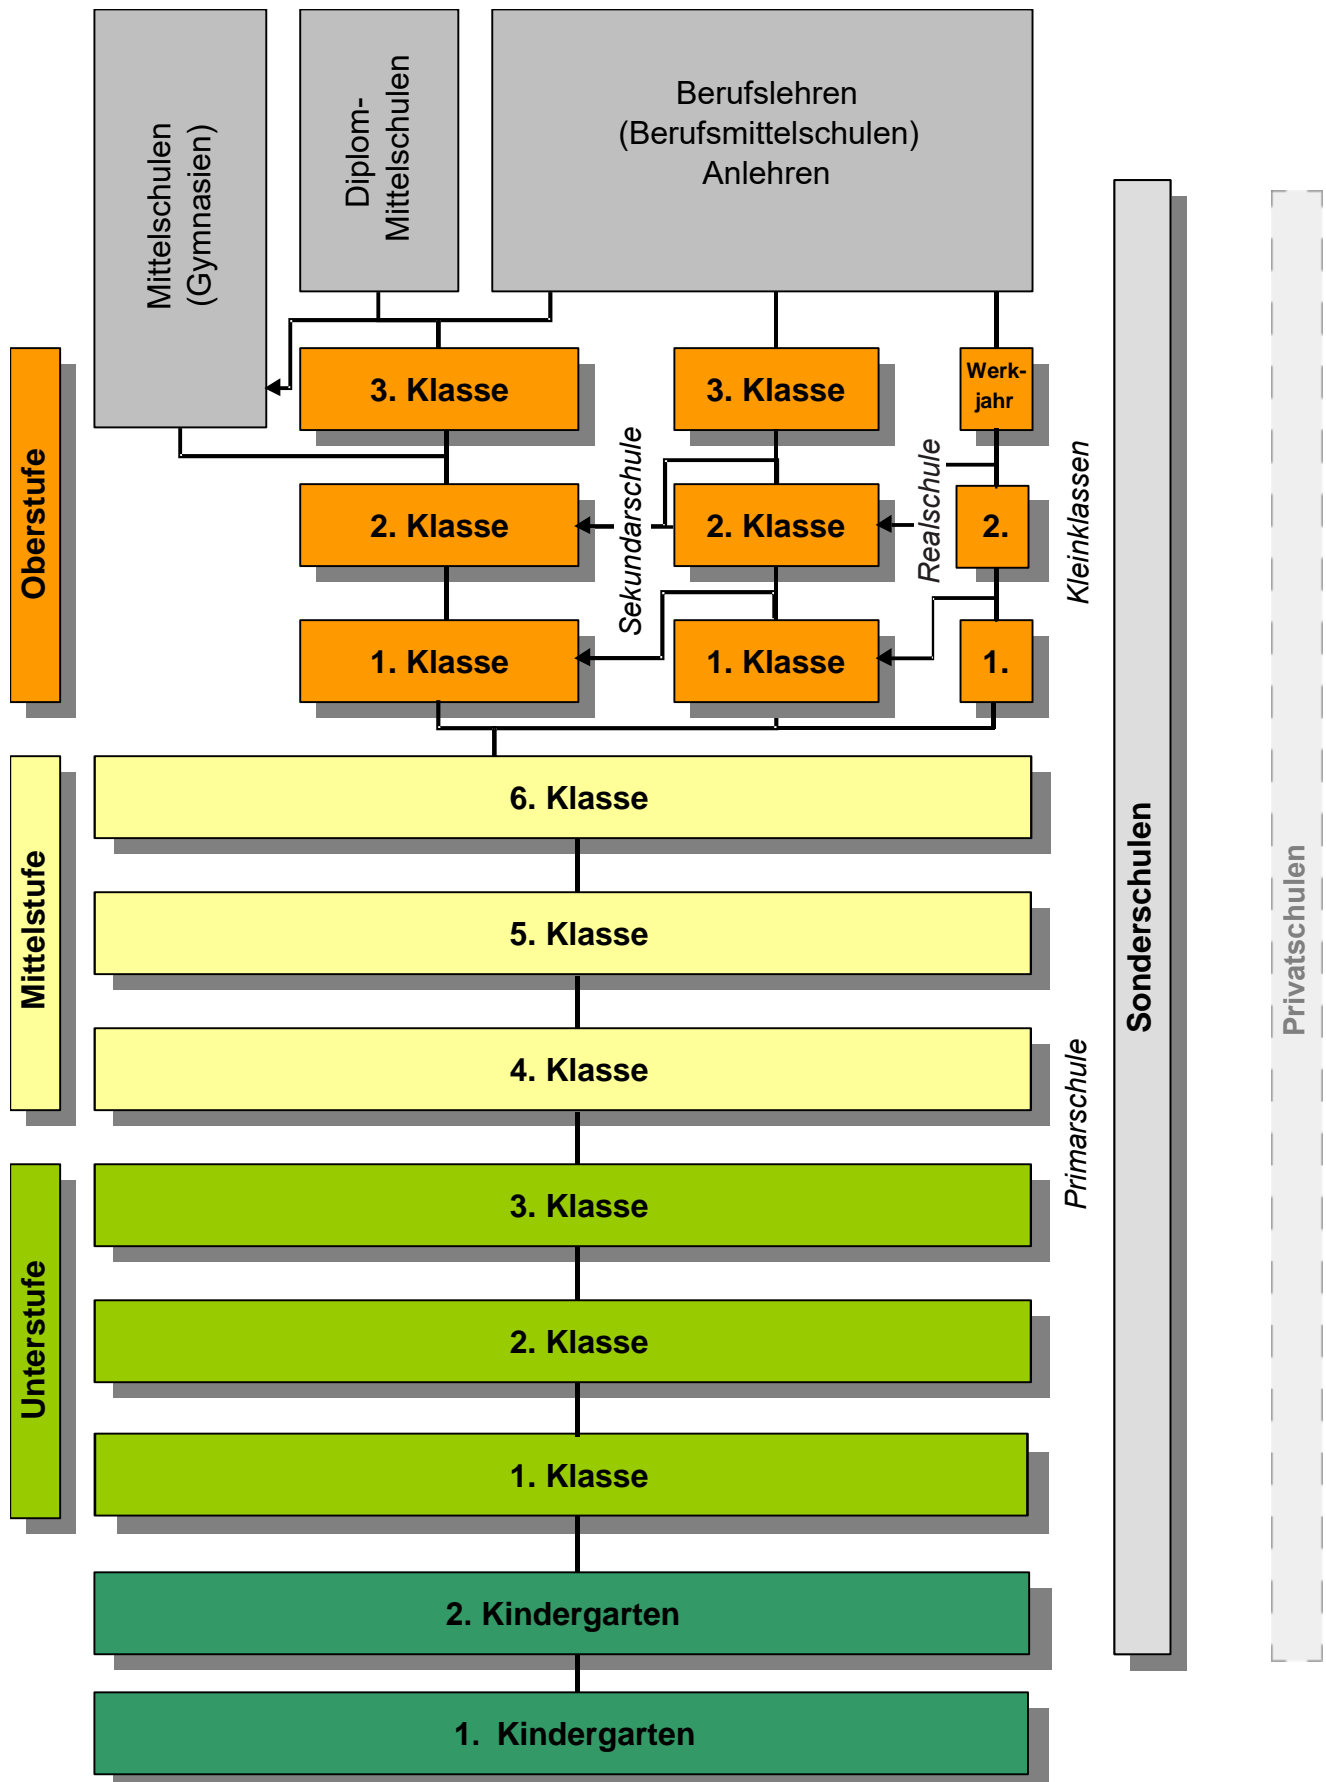 Mittelschulen
(Gymnasien)
Diplom-
Mittelschulen
Berufslehren
(Berufsmittelschulen)
Anlehren
Oberstufe
3. Klasse
3. Klasse
Werk-
jahr
2. Klasse
Sekundarschule
2. Klasse
Realschule
2.
Kleinklassen
1. Klasse
1. Klasse
1.
Mittelstufe
6. Klasse
5. Klasse
4. Klasse
Primarschule
Unterstufe
3. Klasse
2. Klasse
1. Klasse
2. Kindergarten
1. Kindergarten
Sonderschulen
Privatschulen